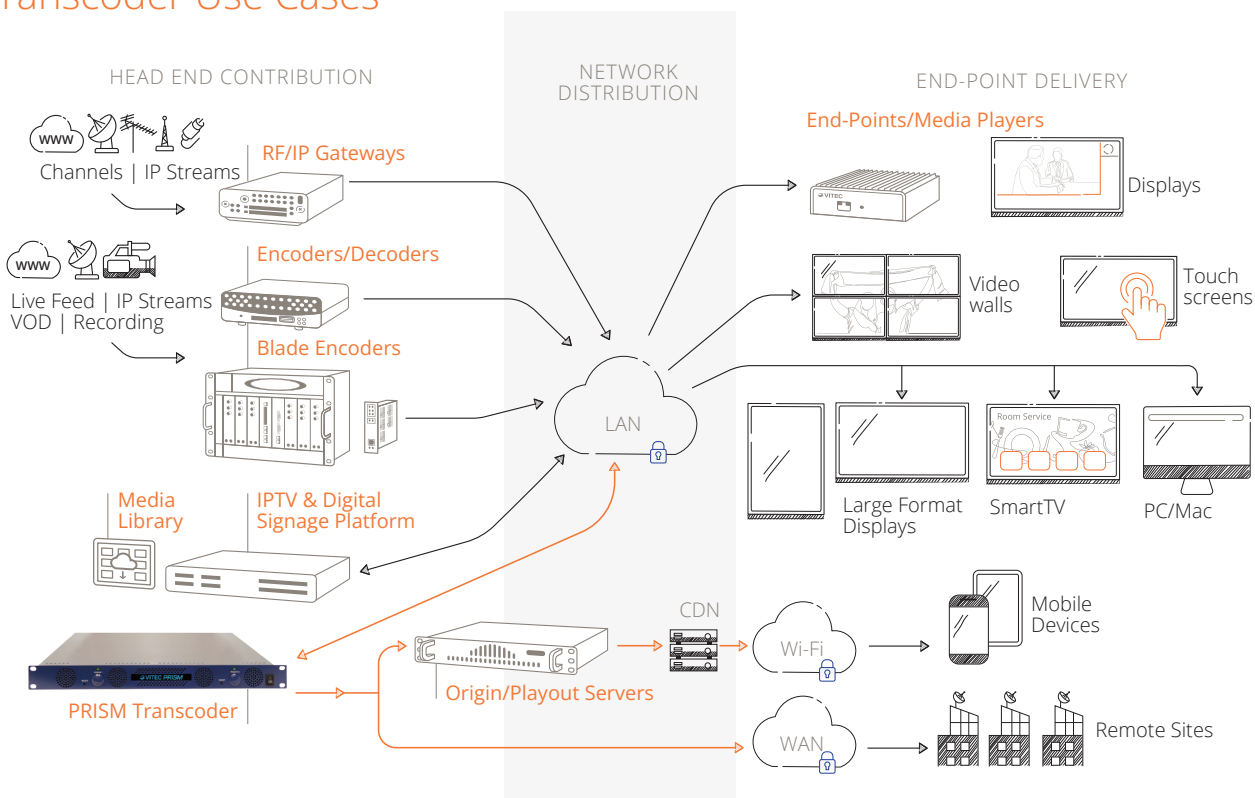 Transcoder Use Cases
HEAD END CONTRIBUTION
NETWORK
DISTRIBUTION
END-POINT DELIVERY
WWW
Channels | IP Streams
RF/IP Gateways
WWW
Live Feed | IP Streams
VOD | Recording
Encoders/Decoders
Blade Encoders
Media
Library
IPTV & Digital
Signage Platform
VITEC PRISM
PRISM Transcoder
LAN
Origin/Playout Servers
CDN
Wi-Fi
WAN
End-Points/Media Players
VITEC
Displays
Video
walls
Touch
screens
Large Format
Displays
Room Service
SmartTV
PC/Mac
Mobile
Devices
Remote Sites